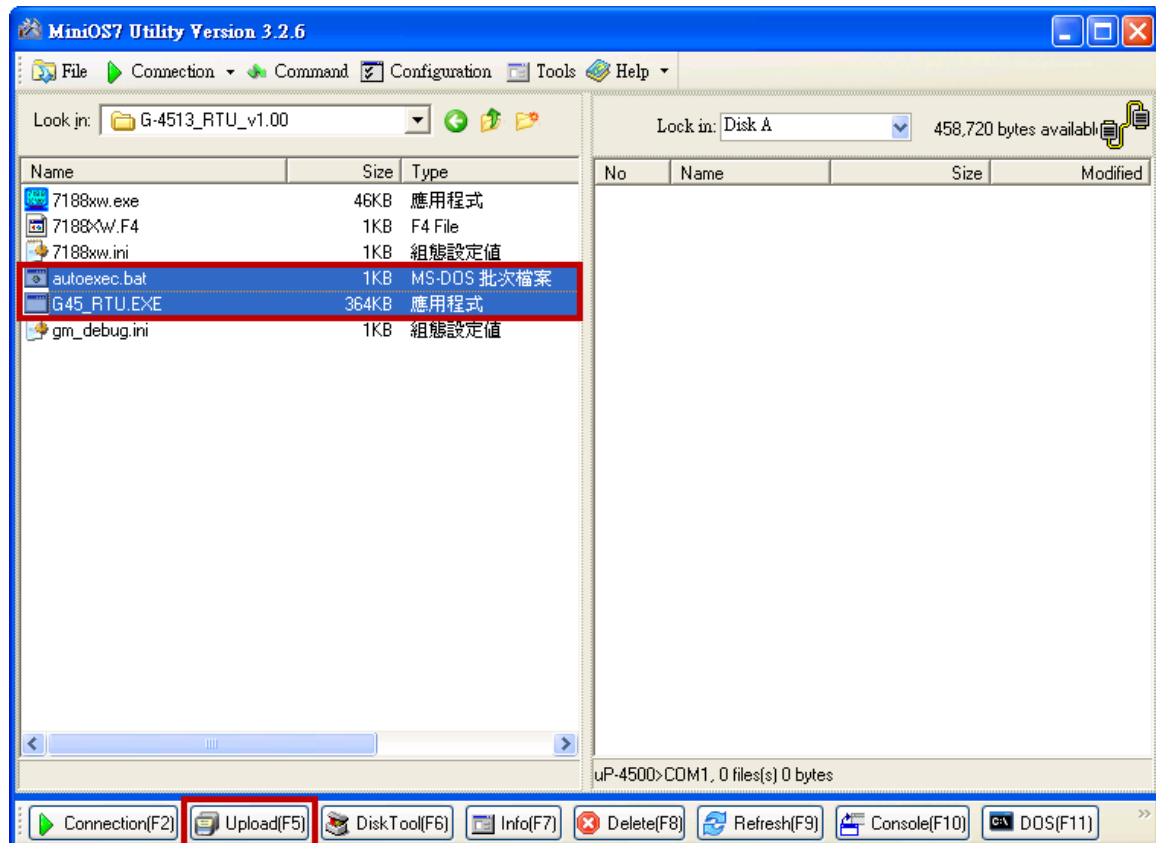 MiniOS7 Utility Version 3.2.6
File Connection Command Configuration Tools Help
Look in: G-4513_RTU_v1.00
Lock in: Disk A 458,720 bytes availabl
Name Size Type
7188xw.exe 46KB 應用程式
7188XW.F4 1KB F4 File
7188xw.ini 1KB 組態設定值
autoexec.bat 1KB MS-DOS 批次檔案
G45_RTU.EXE 364KB 應用程式
gm_debug.ini 1KB 組態設定值
No Name Size Modified
uP-4500>COM1, 0 files(s) 0 bytes
Connection(F2) Upload(F5) DiskTool(F6) Info(F7) Delete(F8) Refresh(F9) Console(F10) C:\ DOS(F11)